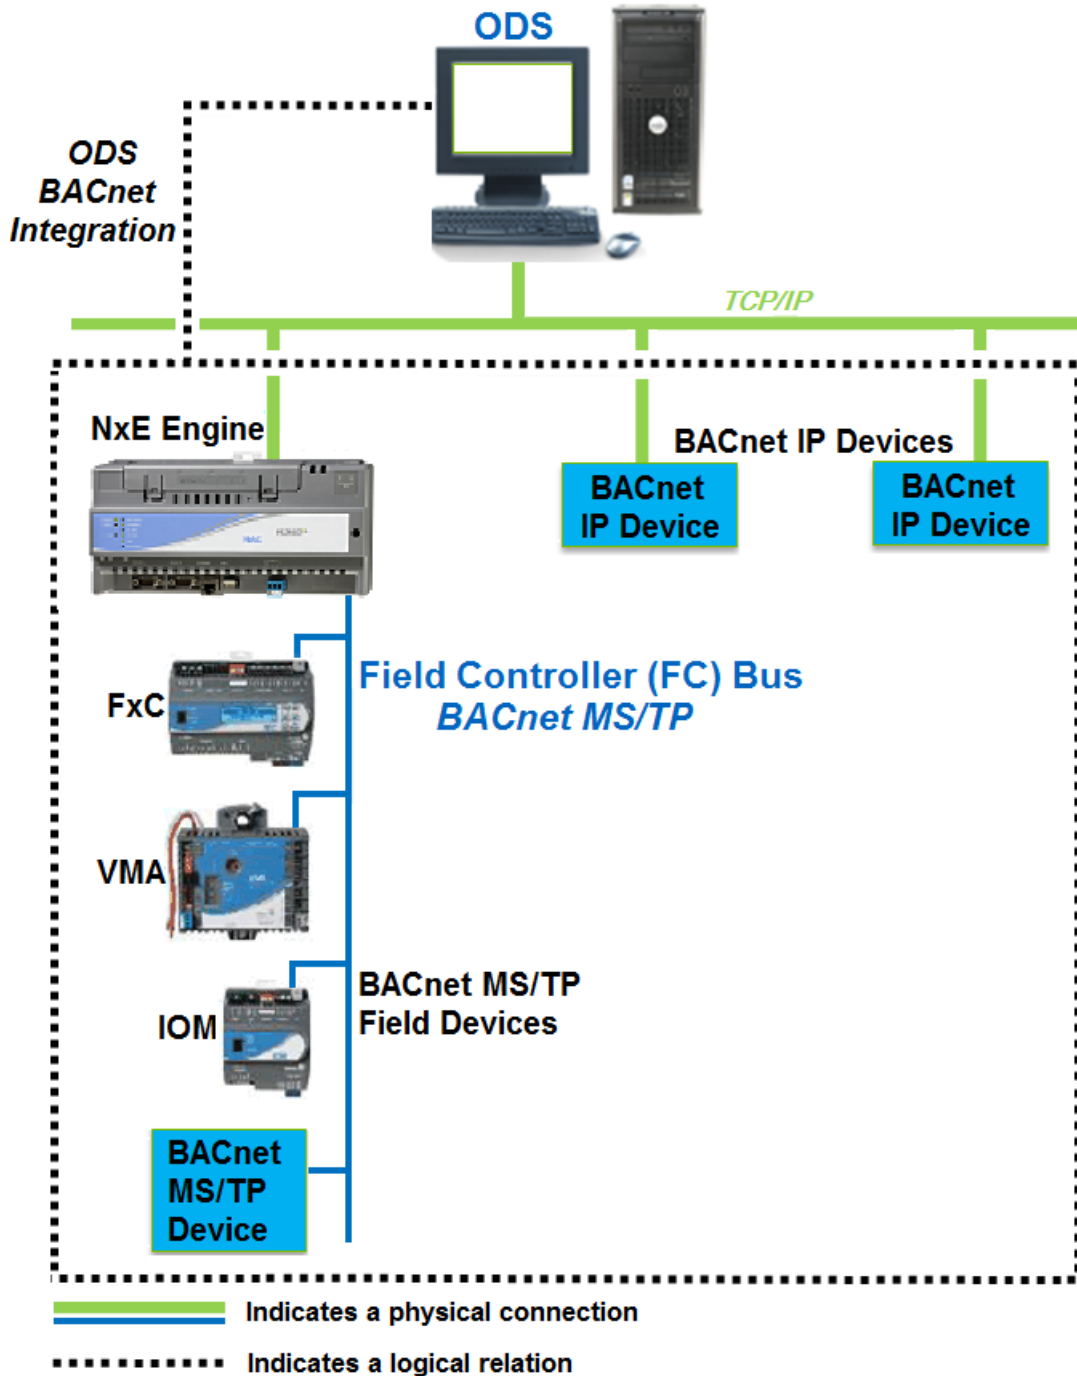 ODS
ODS
BACnet
Integration
TCP/IP
NxE Engine
BACnet IP Devices
BACnet
IP Device
BACnet
IP Device
Field Controller (FC) Bus
BACnet MS/TP
FxC
VMA
IOM
BACnet MS/TP
Field Devices
BACnet
MS/TP
Device
Indicates a physical connection
Indicates a logical relation